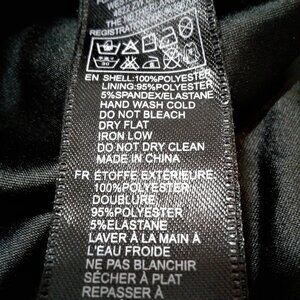 REGISTRAT
EN SHELL:100%POLYESTER
LINING:95%POLYESTER
5%SPANDEX/ELASTANE
HAND WASH COLD
DO NOT BLEACH
DRY FLAT
IRON LOW
DO NOT DRY CLEAN
MADE IN CHINA
FR ÉTOFFE EXTÉRIEURE:
100%POLYESTER
DOUBLURE:
95%POLYESTER
5%ELASTANE
LAVER À LA MAIN À
L'EAU FROIDE
NE PAS BLANCHIR
SÉCHER À PLAT
REPASSER À